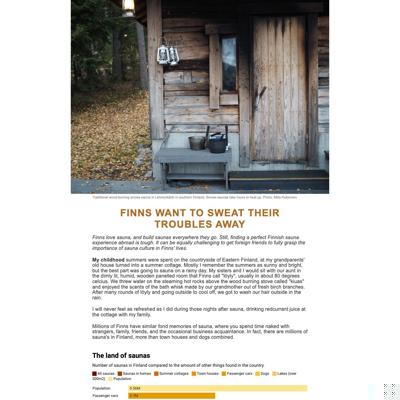 Traditional wood burning smoke sauna in Lehmonkärki in southern Finland. Smoke saunas take hours to heat up. Photo:
FINNS WANT TO SWEAT THEIR
TROUBLES AWAY
Finns love sauna, and build saunas everywhere they go. Still, finding a perfect Finnish sauna
experience abroad is tough. It can be equally challenging to get foreign friends to fully grasp the
importance of sauna culture in Finns' lives.
My childhood summers were spent on the countryside of Eastern Finland, at my grandparents'
old house turned into a summer cottage. Mostly I remember the summers as sunny and bright,
but the best part was going to sauna on a rainy day. My sisters and I would sit with our aunt in
the dimly lit, humid, wooden panelled room that Finns call "löyly", usually in about 80 degrees
celcius. We threw water on the steaming hot rocks above the wood burning stove called "kiuas"
and enjoyed the scents of the bath whisk made by our grandmother out of fresh birch branches.
After many rounds of löyly and going outside to cool off, we got to wash our hair outside in the
rain.
I will never feel as refreshed as I did during those nights after sauna, drinking redcurrant juice at
the cottage with my family.
Millions of Finns have similar fond memories of sauna, where you spend time naked with
strangers, family, friends, and the occasional business acquaintance. In fact, there are millions of
sauna's in Finland, more than town houses and dogs combined.
The land of saunas
Number of saunas in Finland compared to the amount of other things found in the country
All saunas Saunas in homes Summer cottages Town houses Passenger cars Dogs Lakes (over
500m2) Population
Population 5.56M
Passenger cars 2.7M